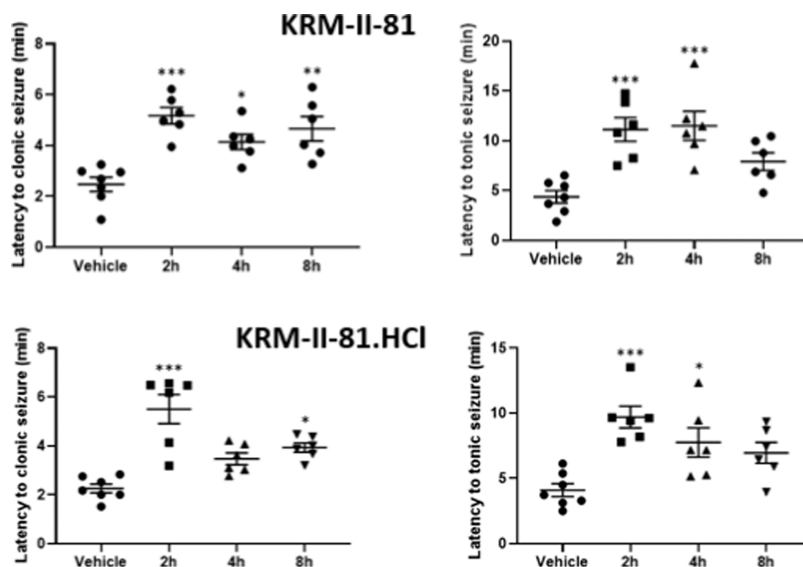 KRM-II-81
Latency to clonic seizure (min)
8
6
4
2
0
***
*
**
Vehicle 2h 4h 8h
Latency to tonic seizure (min)
20
15
10
5
0
***
***
Vehicle 2h 4h 8h
KRM-II-81.HCl
Latency to clonic seizure (min)
8
6
4
2
0
***
*
Vehicle 2h 4h 8h
Latency to tonic seizure (min)
15
10
5
0
***
*
Vehicle 2h 4h 8h